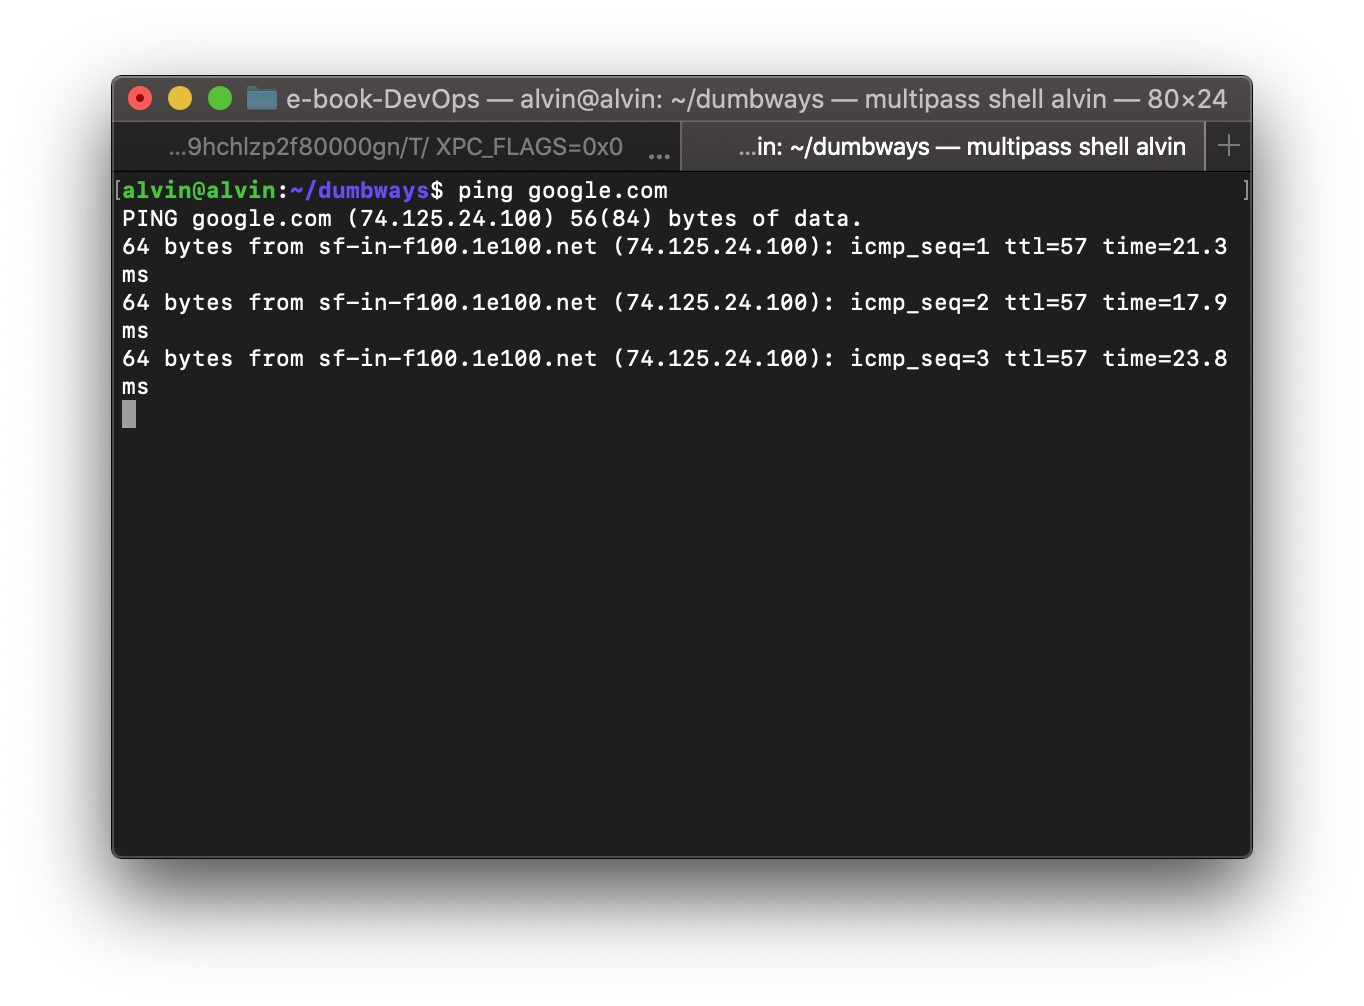 e-book-DevOps — alvin@alvin: ~/dumbways — multipass shell alvin — 80×24
...9hchlzp2f80000gn/T/ XPC_FLAGS=0x0 ...
...in: ~/dumbways — multipass shell alvin +
[alvin@alvin:~/dumbways$ ping google.com ]
PING google.com (74.125.24.100) 56(84) bytes of data.
64 bytes from sf-in-f100.1e100.net (74.125.24.100): icmp_seq=1 ttl=57 time=21.3
ms
64 bytes from sf-in-f100.1e100.net (74.125.24.100): icmp_seq=2 ttl=57 time=17.9
ms
64 bytes from sf-in-f100.1e100.net (74.125.24.100): icmp_seq=3 ttl=57 time=23.8
ms